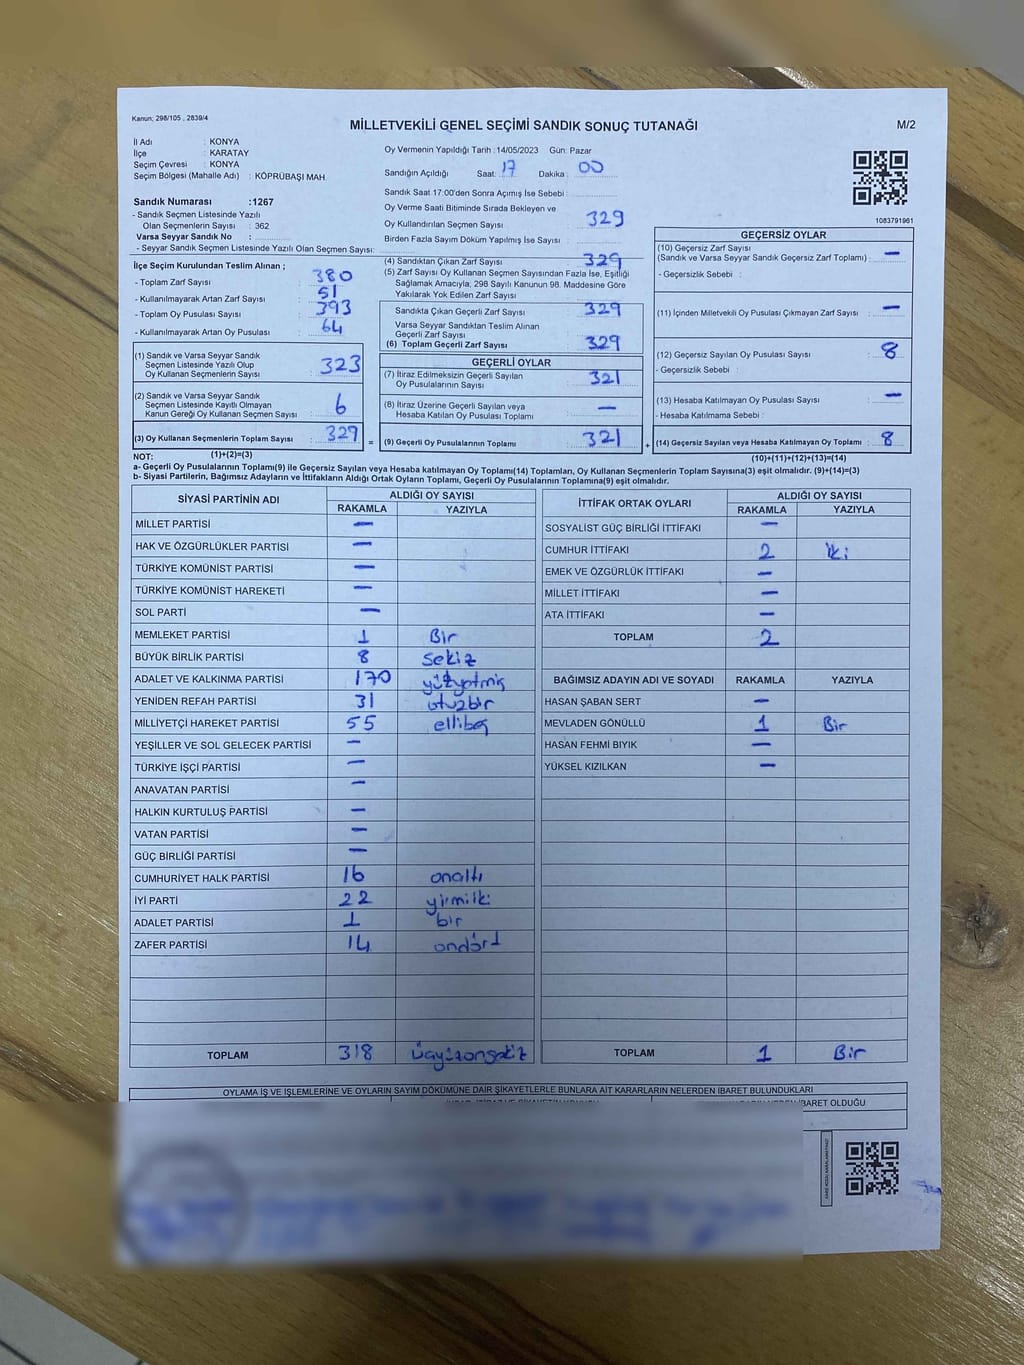 Kanun; 298/105 , 2839/4
MİLLETVEKİLİ GENEL SEÇİMİ SANDIK SONUÇ TUTANAĞI
M/2
İl Adı : KONYA
İlçe : KARATAY
Seçim Çevresi : KONYA
Seçim Bölgesi (Mahalle Adı) : KÖPRÜBAŞI MAH.
Sandık Numarası :1267
- Sandık Seçmen Listesinde Yazılı
Olan Seçmenlerin Sayısı : 362
Varsa Seyyar Sandık No :
- Seyyar Sandık Seçmen Listesinde Yazılı Olan Seçmen Sayısı:
Oy Vermenin Yapıldığı Tarih :14/05/2023 Gün: Pazar
Sandığın Açıldığı Saat: 17 Dakika : 00
Sandık Saat 17:00'den Sonra Açımış İse Sebebi :
Oy Verme Saati Bitiminde Sırada Bekleyen ve
Oy Kullandırılan Seçmen Sayısı : 329
Birden Fazla Sayım Döküm Yapılmış İse Sayısı :
1083791961
İlçe Seçim Kurulundan Teslim Alınan ;
- Toplam Zarf Sayısı : 380
- Kullanılmayarak Artan Zarf Sayısı : 51
- Toplam Oy Pusulası Sayısı : 393
- Kullanılmayarak Artan Oy Pusulası : 64
(1) Sandık ve Varsa Seyyar Sandık
Seçmen Listesinde Yazılı Olup
Oy Kullanan Seçmenlerin Sayısı : 323
(2) Sandık ve Varsa Seyyar Sandık
Seçmen Listesinde Kayıtlı Olmayan
Kanun Gereği Oy Kullanan Seçmen Sayısı : 6
(3) Oy Kullanan Seçmenlerin Toplam Sayısı : 329
(4) Sandıktan Çıkan Zarf Sayısı : 329
(5) Zarf Sayısı Oy Kullanan Seçmen Sayısından Fazla İse, Eşitliği
Sağlamak Amacıyla; 298 Sayılı Kanunun 98. Maddesine Göre
Yakılarak Yok Edilen Zarf Sayısı :
Sandıkta Çıkan Geçerli Zarf Sayısı : 329
Varsa Seyyar Sandıktan Teslim Alınan
Geçerli Zarf Sayısı :
(6) Toplam Geçerli Zarf Sayısı : 329
GEÇERLİ OYLAR
(7) İtiraz Edilmeksizin Geçerli Sayılan
Oy Pusulalarının Sayısı : 321
(8) İtiraz Üzerine Geçerli Sayılan veya
Hesaba Katılan Oy Pusulası Toplamı : —
= (9) Geçerli Oy Pusulalarının Toplamı : 321
GEÇERSİZ OYLAR
(10) Geçersiz Zarf Sayısı
(Sandık ve Varsa Seyyar Sandık Geçersiz Zarf Toplamı) : —
- Geçersizlik Sebebi :
(11) İçinden Milletvekili Oy Pusulası Çıkmayan Zarf Sayısı : —
(12) Geçersiz Sayılan Oy Pusulası Sayısı : 8
- Geçersizlik Sebebi :
(13) Hesaba Katılmayan Oy Pusulası Sayısı : —
- Hesaba Katılmama Sebebi :
+ (14) Geçersiz Sayılan veya Hesaba Katılmayan Oy Toplamı : 8
NOT: (1)+(2)=(3)
(10)+(11)+(12)+(13)=(14)
a- Geçerli Oy Pusulalarının Toplamı(9) ile Geçersiz Sayılan veya Hesaba katılmayan Oy Toplamı(14) Toplamları, Oy Kullanan Seçmenlerin Toplam Sayısına(3) eşit olmalıdır. (9)+(14)=(3)
b- Siyasi Partilerin, Bağımsız Adayların ve İttifakların Aldığı Ortak Oyların Toplamı, Geçerli Oy Pusulalarının Toplamına(9) eşit olmalıdır.
SİYASİ PARTİNİN ADI ALDIĞI OY SAYISI
RAKAMLA YAZIYLA
MİLLET PARTİSİ —
HAK VE ÖZGÜRLÜKLER PARTİSİ —
TÜRKİYE KOMÜNİST PARTİSİ —
TÜRKİYE KOMÜNİST HAREKETİ —
SOL PARTİ —
MEMLEKET PARTİSİ 1 Bir
BÜYÜK BİRLİK PARTİSİ 8 Sekiz
ADALET VE KALKINMA PARTİSİ 170 yüzyetmiş
YENİDEN REFAH PARTİSİ 31 otuzbir
MİLLİYETÇİ HAREKET PARTİSİ 55 ellibeş
YEŞİLLER VE SOL GELECEK PARTİSİ —
TÜRKİYE İŞÇİ PARTİSİ —
ANAVATAN PARTİSİ —
HALKIN KURTULUŞ PARTİSİ —
VATAN PARTİSİ —
GÜÇ BİRLİĞİ PARTİSİ —
CUMHURİYET HALK PARTİSİ 16 onaltı
İYİ PARTİ 22 yirmiiki
ADALET PARTİSİ 1 bir
ZAFER PARTİSİ 14 ondört
TOPLAM 318 üçyüzonsekiz
İTTİFAK ORTAK OYLARI ALDIĞI OY SAYISI
RAKAMLA YAZIYLA
SOSYALİST GÜÇ BİRLİĞİ İTTİFAKI —
CUMHUR İTTİFAKI 2 iki
EMEK VE ÖZGÜRLÜK İTTİFAKI —
MİLLET İTTİFAKI —
ATA İTTİFAKI —
TOPLAM 2
BAĞIMSIZ ADAYIN ADI VE SOYADI RAKAMLA YAZIYLA
HASAN ŞABAN SERT —
MEVLADEN GÖNÜLLÜ 1 Bir
HASAN FEHMİ BIYIK —
YÜKSEL KIZILKAN —
TOPLAM 1 Bir
OYLAMA İŞ VE İŞLEMLERİNE VE OYLARIN SAYIM DÖKÜMÜNE DAİR ŞİKAYETLERLE BUNLARA AİT KARARLARIN NELERDEN İBARET BULUNDUKLARI
İBARET OLDUĞU